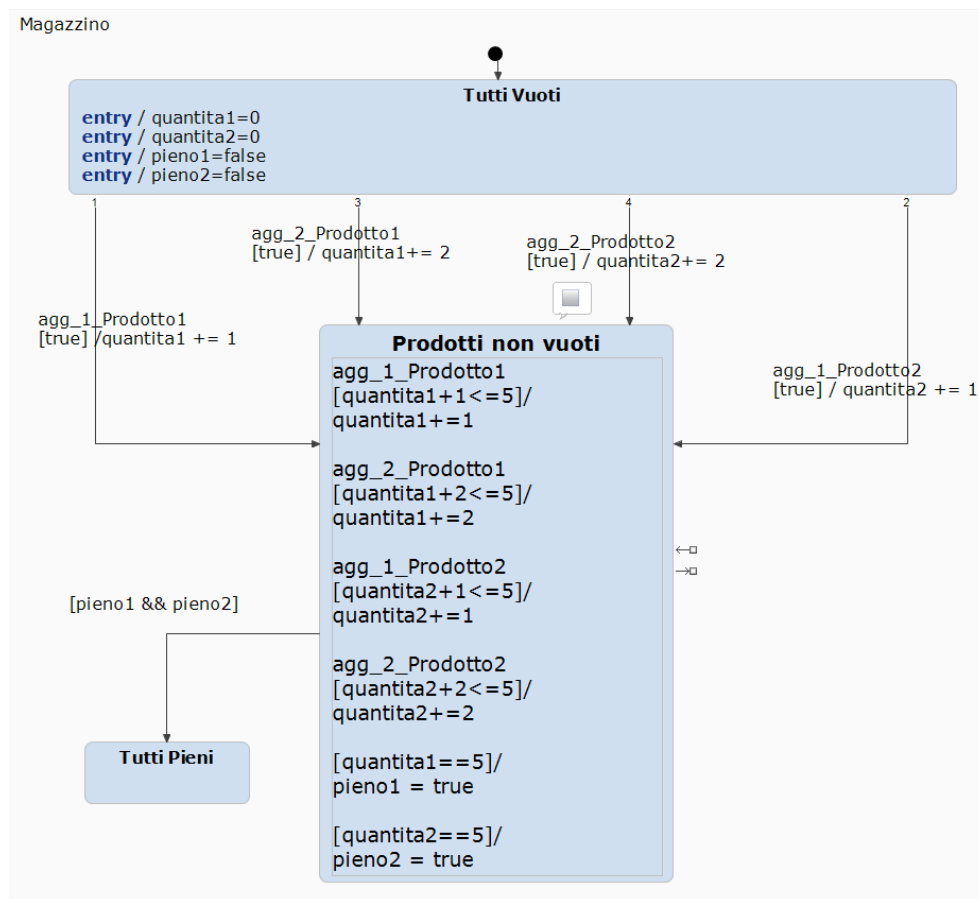 Magazzino
Tutti Vuoti
entry / quantita1=0
entry / quantita2=0
entry / pieno1=false
entry / pieno2=false
1
3
4
2
agg_2_Prodotto1
[true] / quantita1+= 2
agg_2_Prodotto2
[true] / quantita2+= 2
agg_1_Prodotto1
[true] /quantita1 += 1
agg_1_Prodotto2
[true] / quantita2 += 1
Prodotti non vuoti
agg_1_Prodotto1
[quantita1+1<=5]/
quantita1+=1
agg_2_Prodotto1
[quantita1+2<=5]/
quantita1+=2
agg_1_Prodotto2
[quantita2+1<=5]/
quantita2+=1
agg_2_Prodotto2
[quantita2+2<=5]/
quantita2+=2
[quantita1==5]/
pieno1 = true
[quantita2==5]/
pieno2 = true
[pieno1 && pieno2]
Tutti Pieni